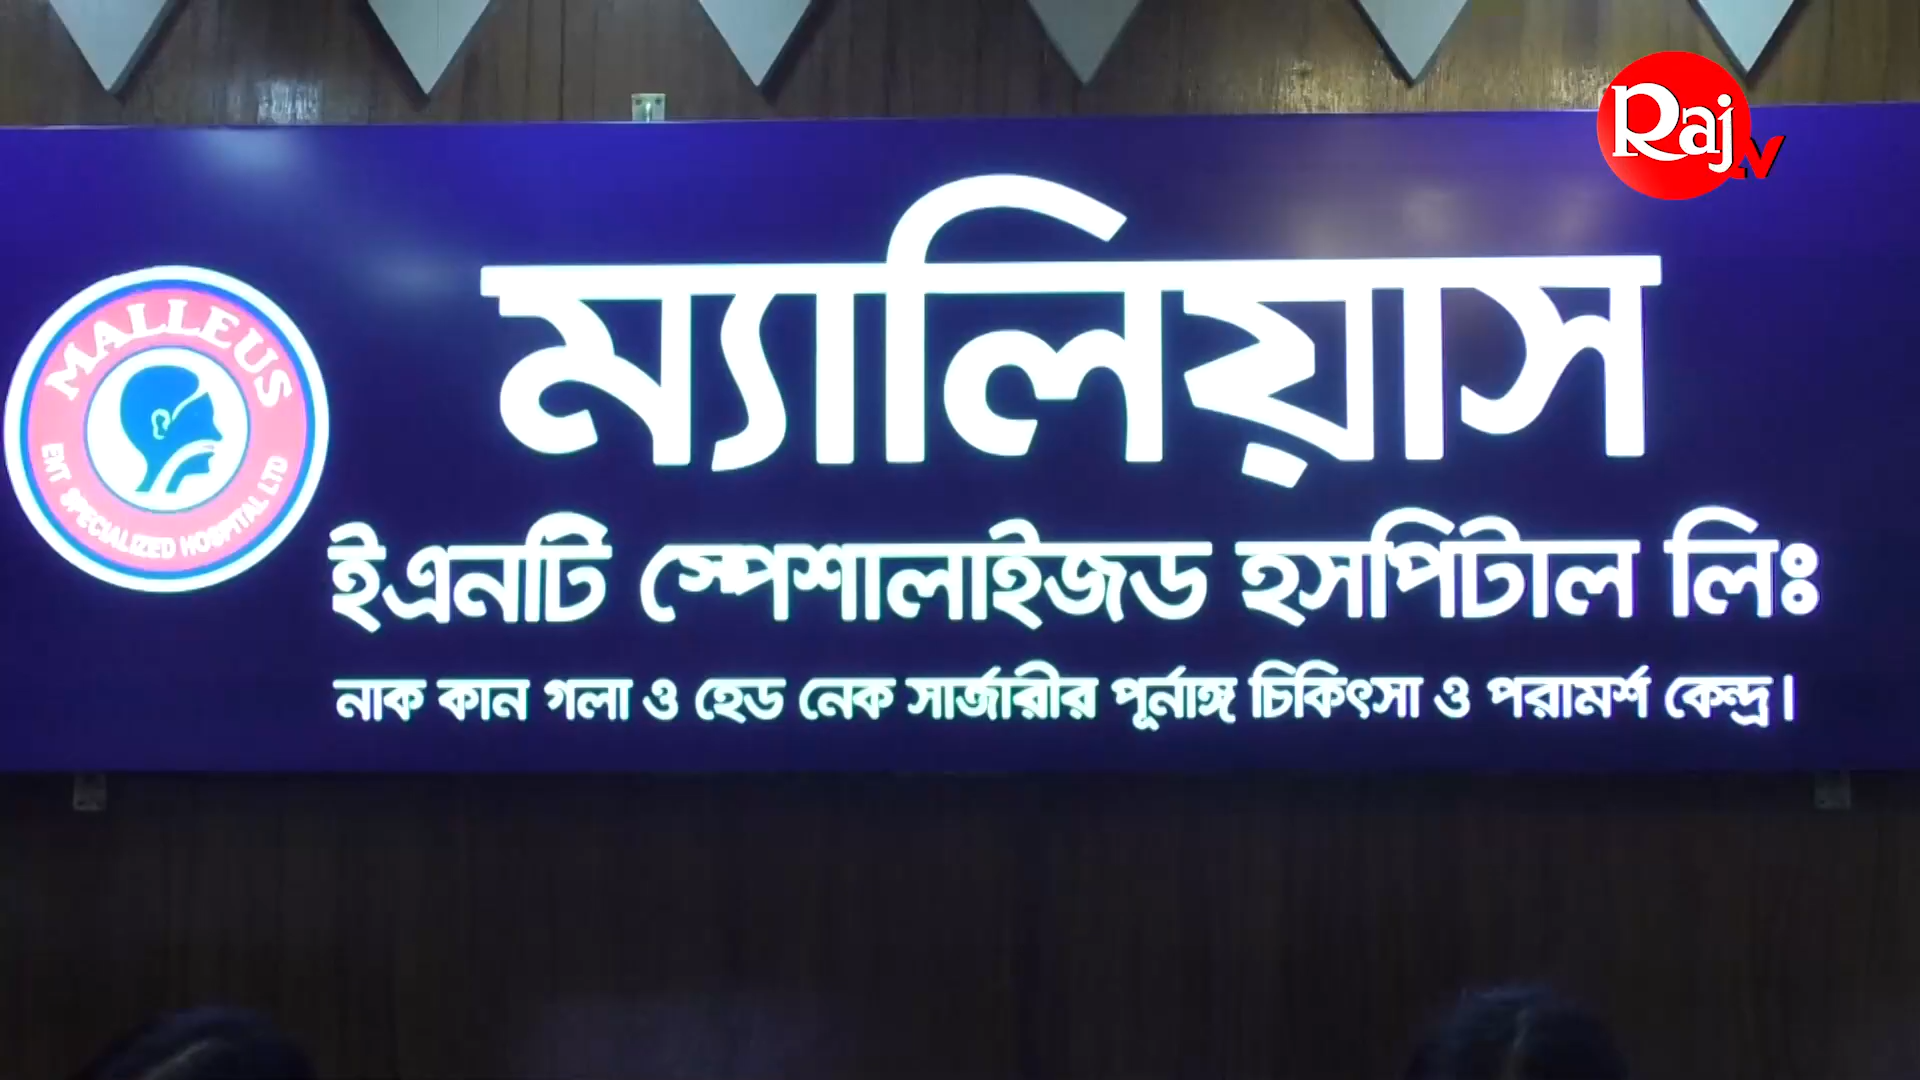 Raj tv
MALLEUS
ENT SPECIALIZED HOSPITAL LTD
ম্যালিয়াস
ইএনটি স্পেশালাইজড হসপিটাল লিঃ
নাক কান গলা ও হেড নেক সার্জারীর পূর্নাঙ্গ চিকিৎসা ও পরামর্শ কেন্দ্র।